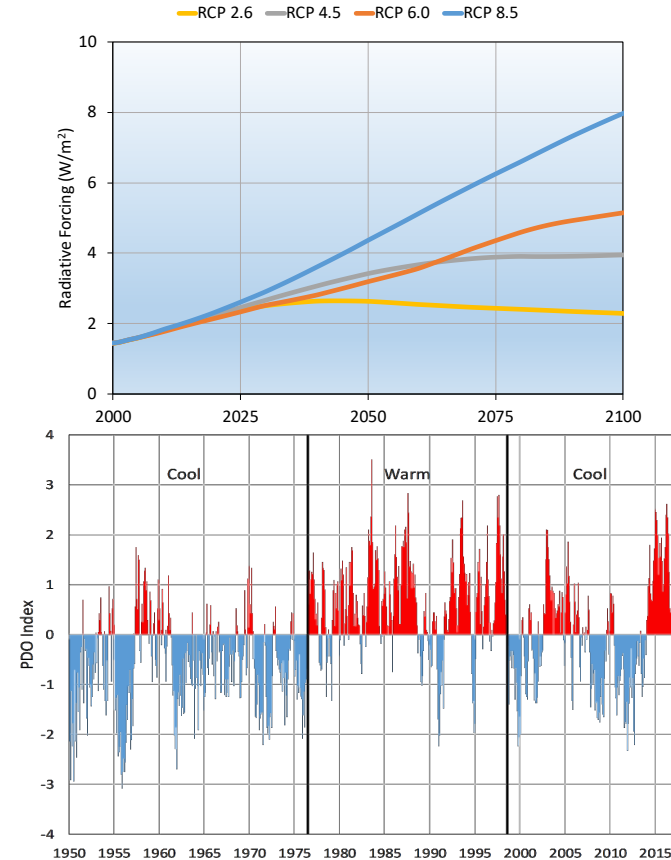 RCP 2.6 RCP 4.5 RCP 6.0 RCP 8.5
10
8
6
4
2
0
Radiative Forcing (W/m²)
2000 2025 2050 2075 2100
4
3
2
1
0
-1
-2
-3
-4
PDO Index
Cool Warm Cool
1950 1955 1960 1965 1970 1975 1980 1985 1990 1995 2000 2005 2010 2015